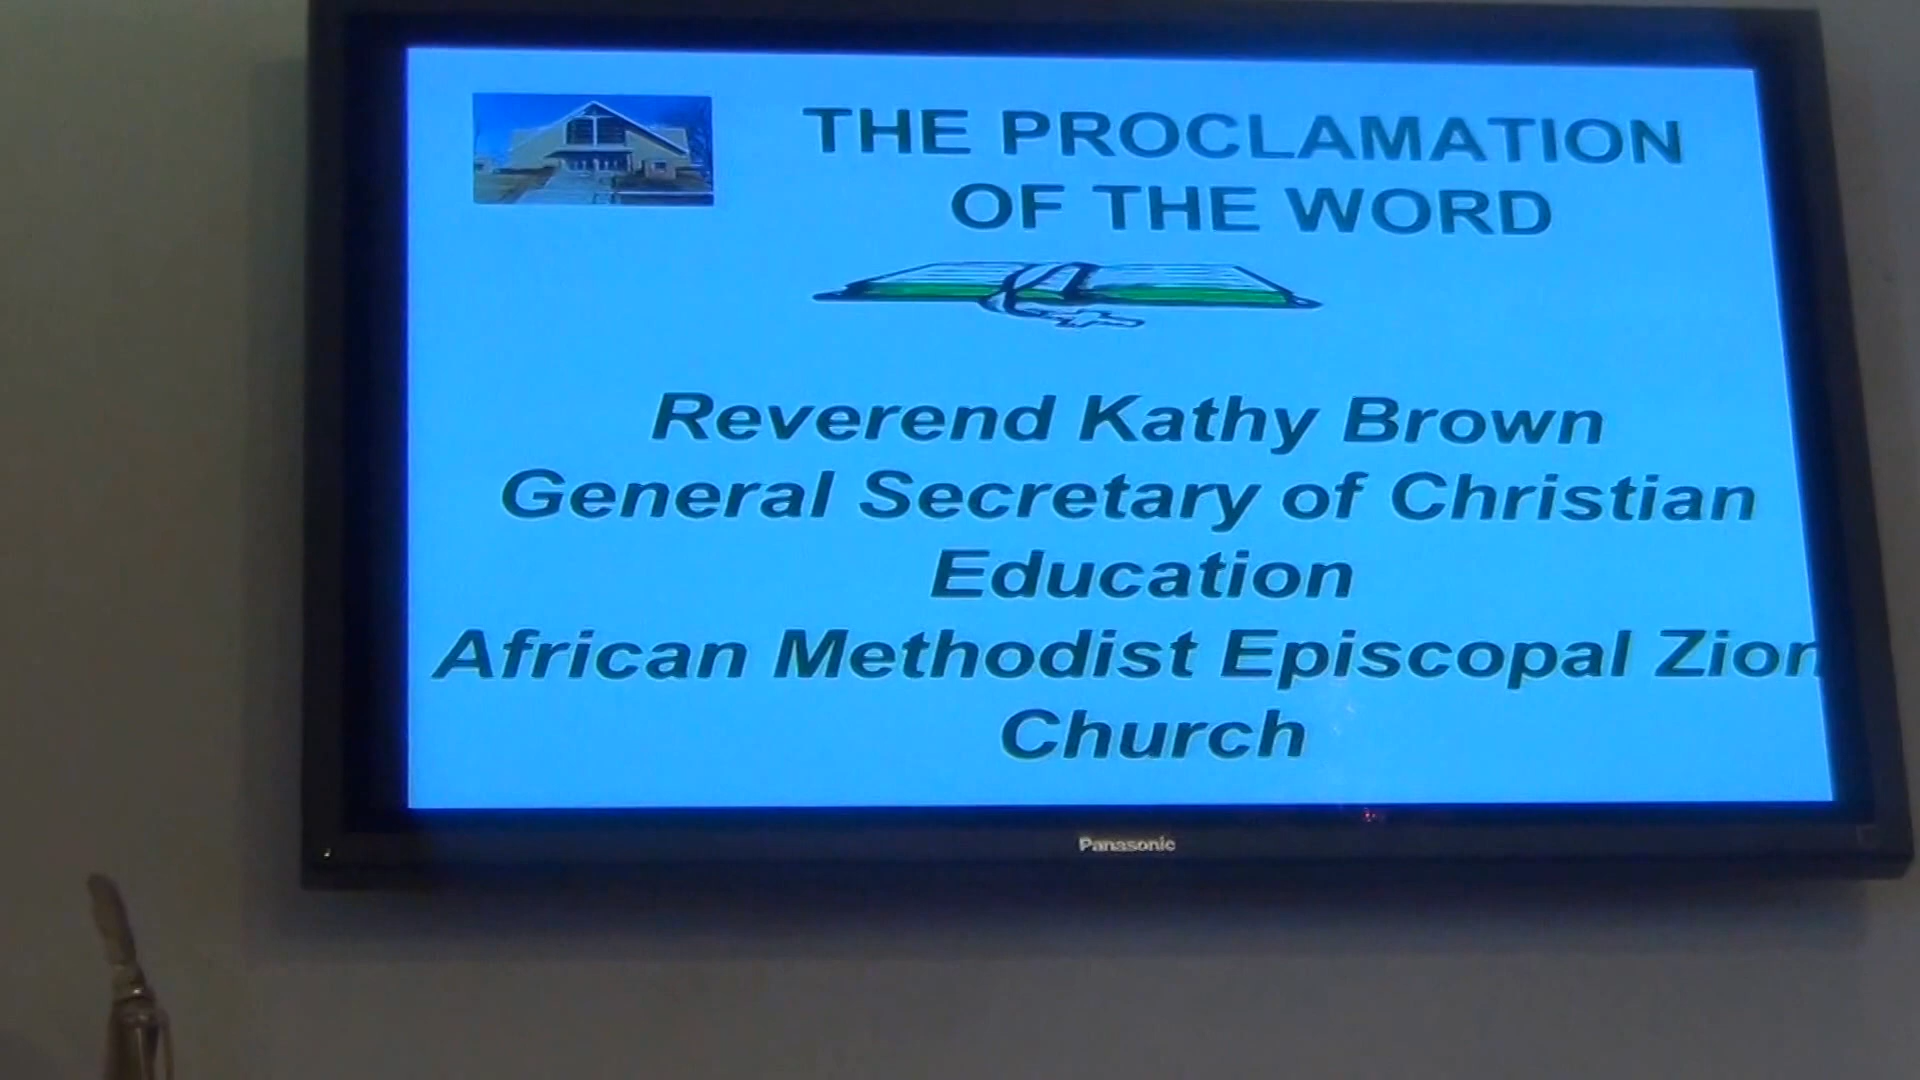 THE PROCLAMATION
OF THE WORD
Reverend Kathy Brown
General Secretary of Christian
Education
African Methodist Episcopal Zion
Church
Panasonic